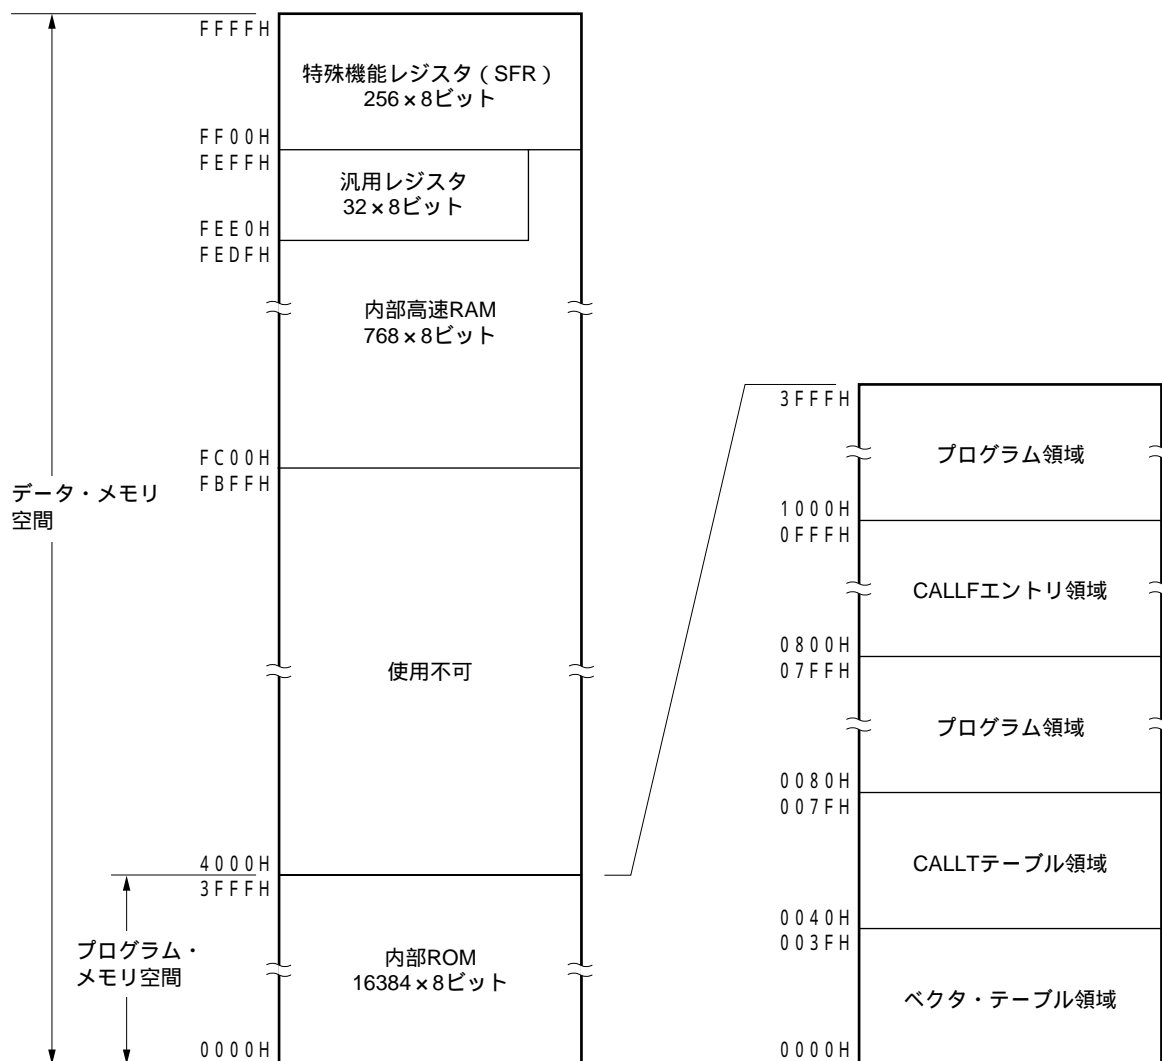 FFFFH
特殊機能レジスタ(SFR)
256×8ビット
FF00H
FEFFH
汎用レジスタ
32×8ビット
FEE0H
FEDFH
内部高速RAM
768×8ビット
FC00H
FBFFH
データ・メモリ
空間
使用不可
4000H
3FFFH
プログラム・
メモリ空間
内部ROM
16384×8ビット
0000H
3FFFH
プログラム領域
1000H
0FFFH
CALLFエントリ領域
0800H
07FFH
プログラム領域
0080H
007FH
CALLTテーブル領域
0040H
003FH
ベクタ・テーブル領域
0000H